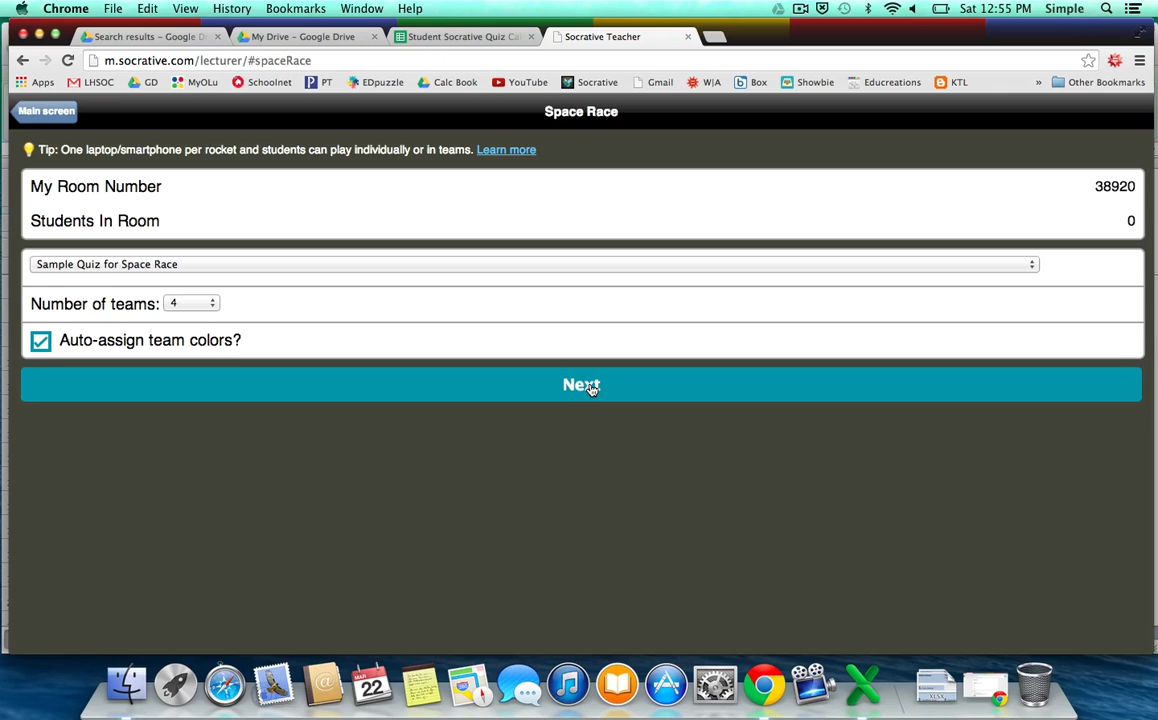 Chrome File Edit View History Bookmarks Window Help Sat 12:55 PM Simple
Search results – Google Dr × My Drive – Google Drive × Student Socrative Quiz Cal × Socrative Teacher ×
m.socrative.com/lecturer/#spaceRace
Apps LHSOC GD MyOLu Schoolnet PT EDpuzzle Calc Book YouTube Socrative Gmail W|A Box Showbie Educreations KTL » Other Bookmarks
Main screen Space Race
Tip: One laptop/smartphone per rocket and students can play individually or in teams. Learn more
My Room Number 38920
Students In Room 0
Sample Quiz for Space Race
Number of teams: 4
Auto-assign team colors?
Next
MAR
22
XLSX